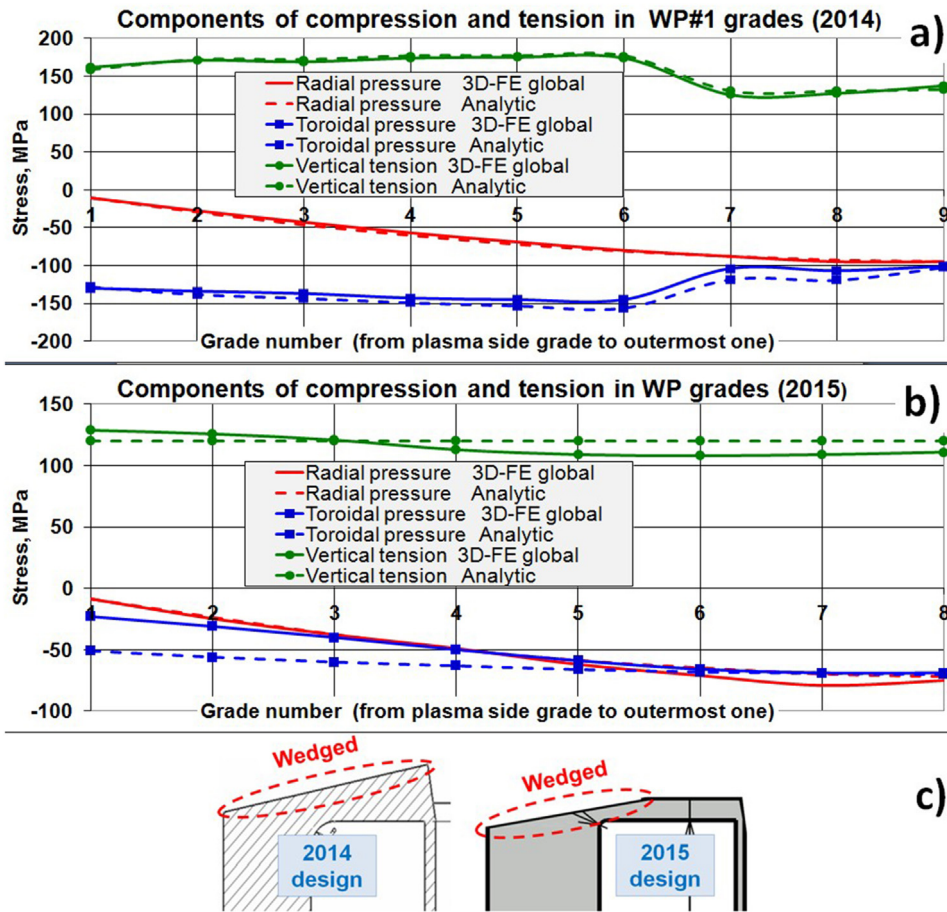 Components of compression and tension in WP#1 grades (2014)
a)
200
150
100
50
0
-50
-100
-150
-200
Stress, MPa
Radial pressure 3D-FE global
Radial pressure Analytic
Toroidal pressure 3D-FE global
Toroidal pressure Analytic
Vertical tension 3D-FE global
Vertical tension Analytic
1 2 3 4 5 6 7 8 9
Grade number (from plasma side grade to outermost one)
Components of compression and tension in WP grades (2015)
b)
150
100
50
0
-50
-100
Stress, MPa
Radial pressure 3D-FE global
Radial pressure Analytic
Toroidal pressure 3D-FE global
Toroidal pressure Analytic
Vertical tension 3D-FE global
Vertical tension Analytic
1 2 3 4 5 6 7 8
Grade number (from plasma side grade to outermost one)
c)
Wedged
2014
design
Wedged
2015
design